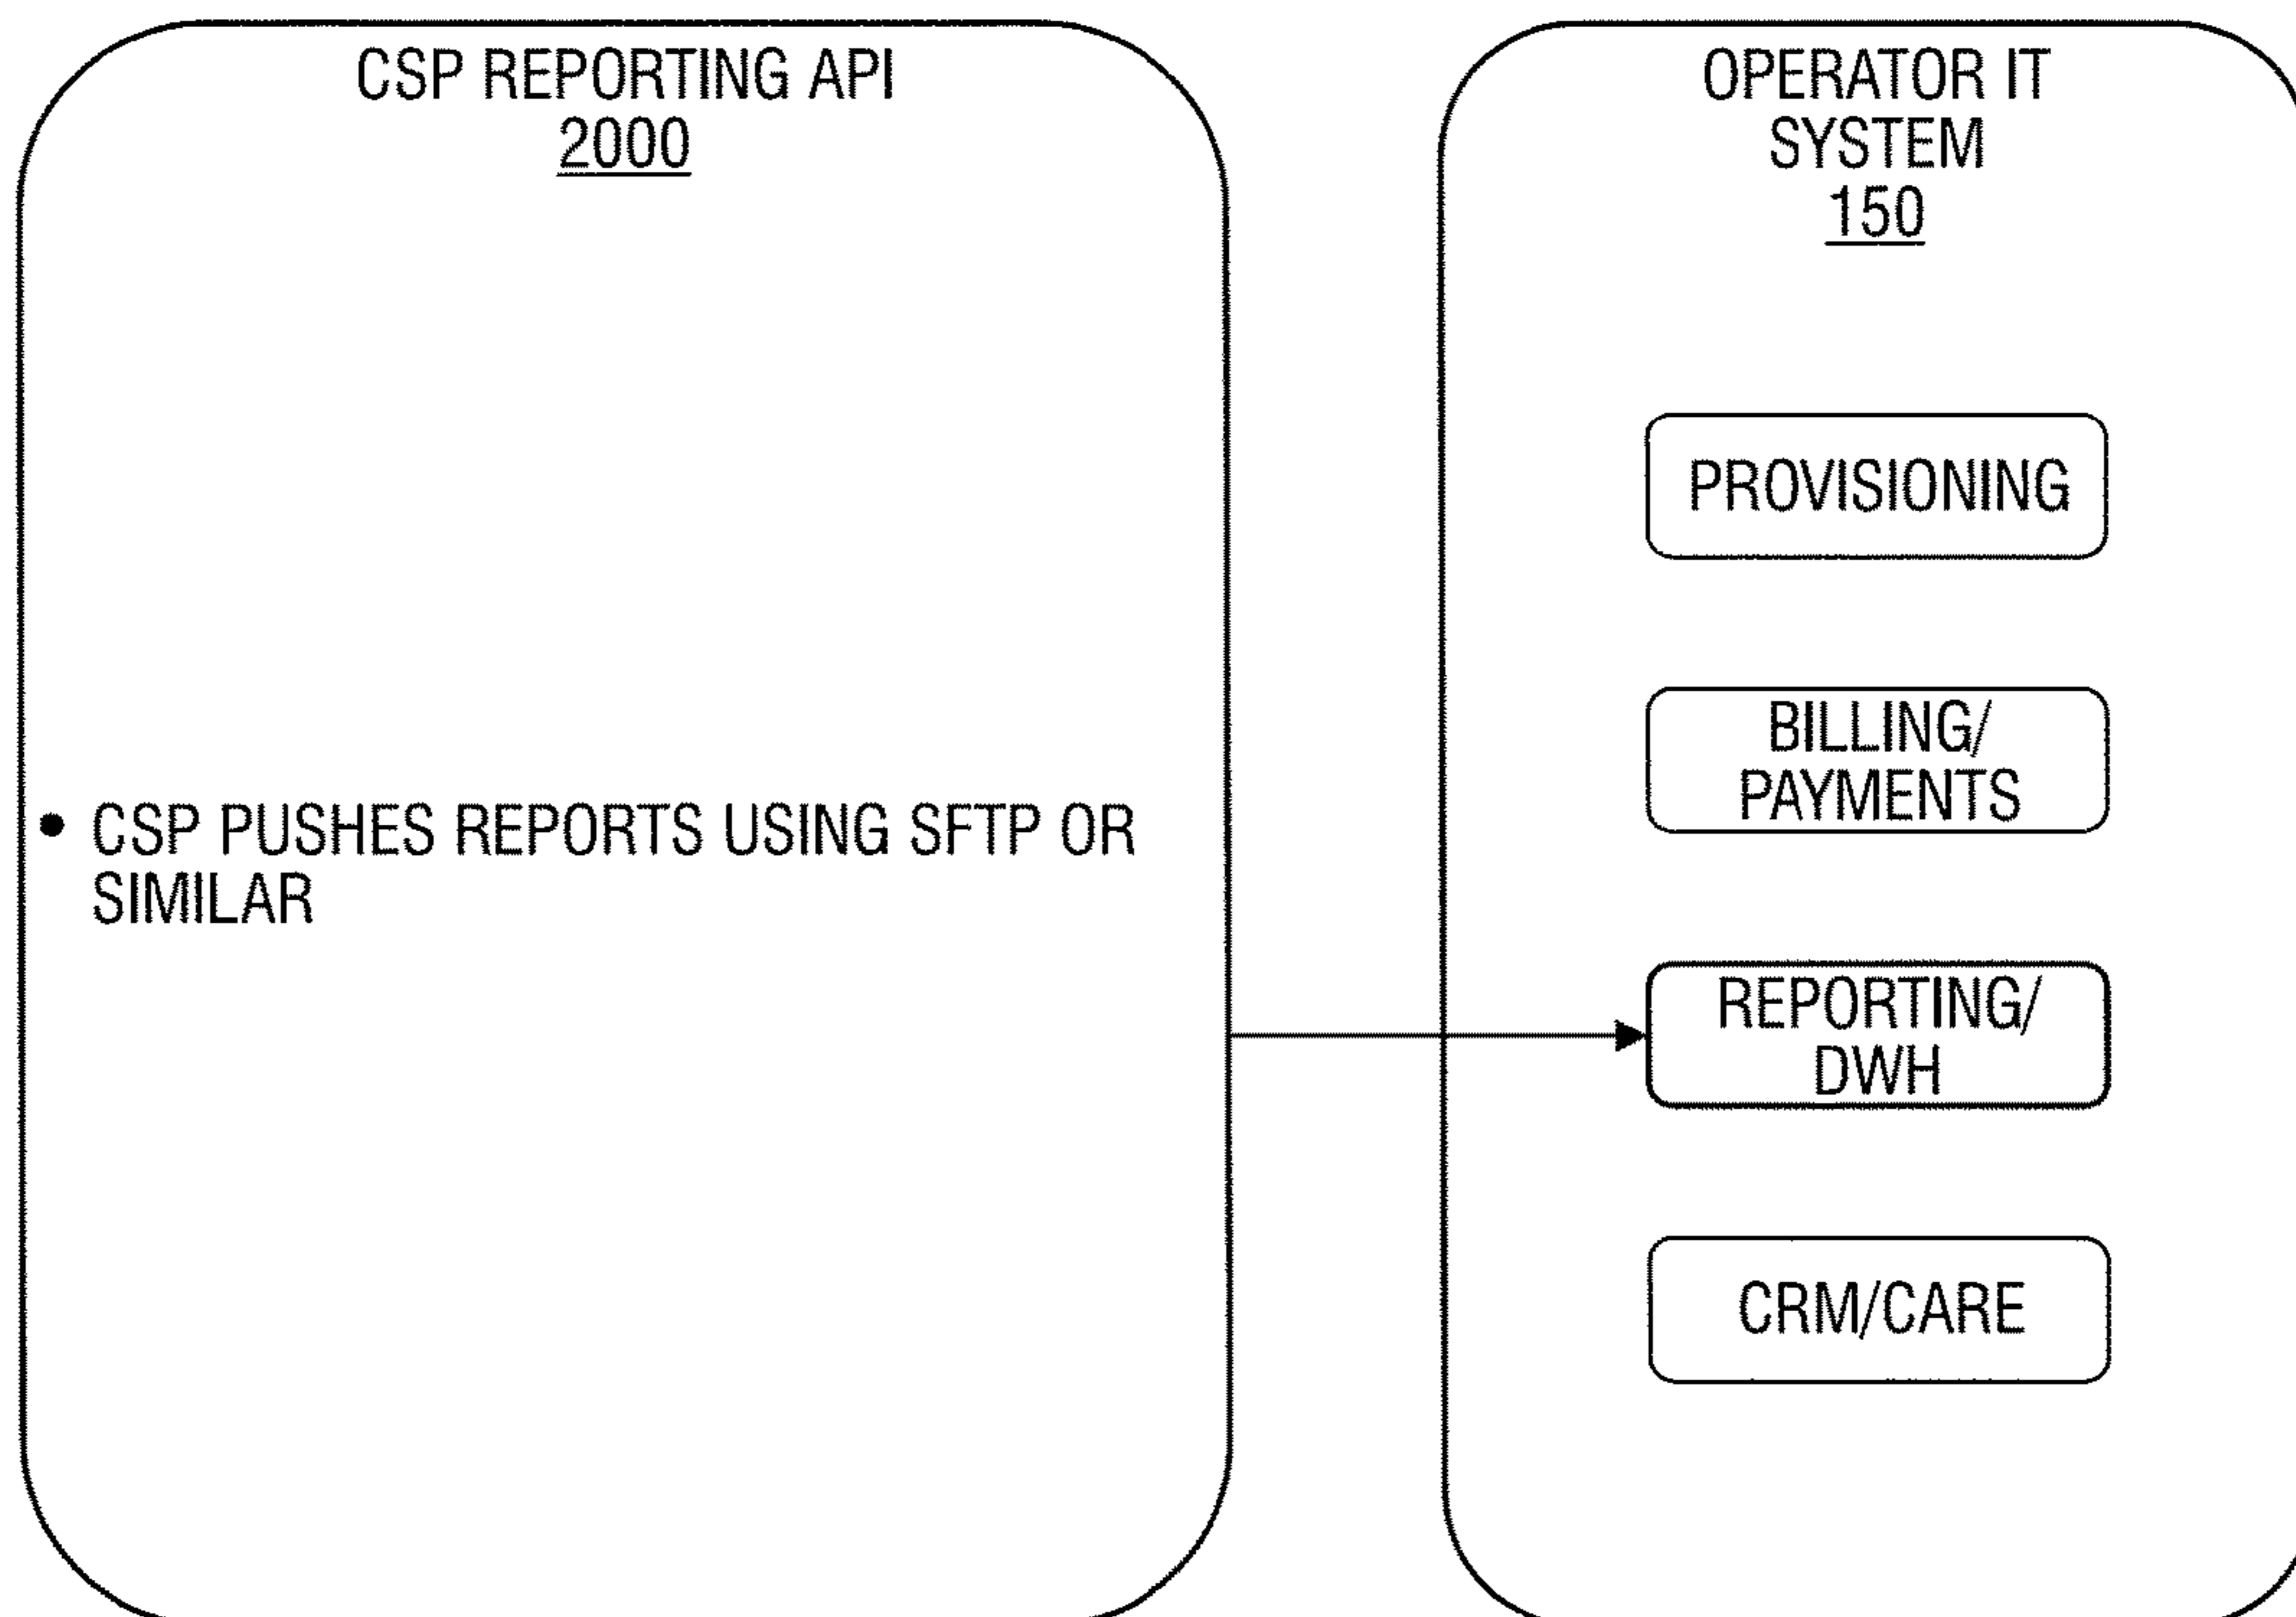 CSP REPORTING API
2000
• CSP PUSHES REPORTS USING SFTP OR
SIMILAR
OPERATOR IT
SYSTEM
150
PROVISIONING
BILLING/
PAYMENTS
REPORTING/
DWH
CRM/CARE